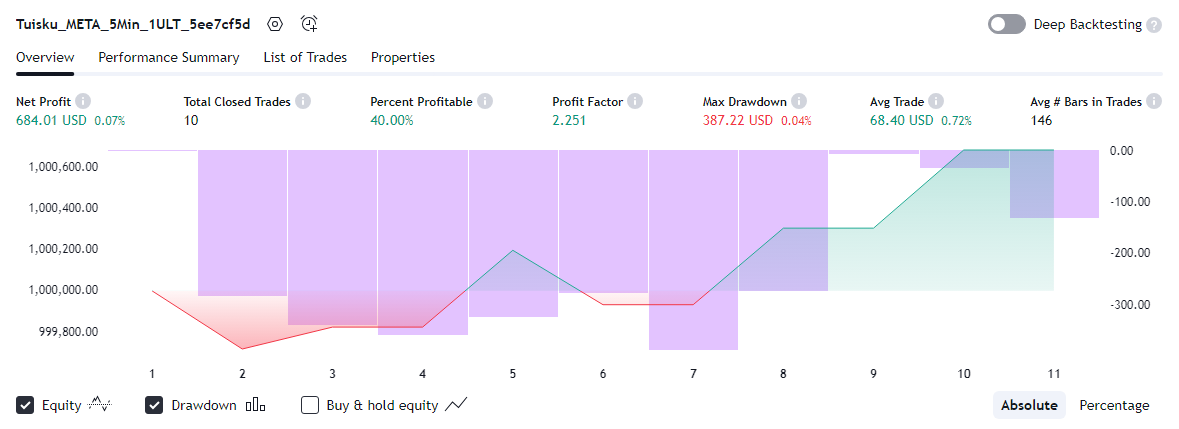 Tuisku_META_5Min_1ULT_5ee7cf5d
Deep Backtesting ?
Overview Performance Summary List of Trades Properties
Net Profit i Total Closed Trades i Percent Profitable i Profit Factor i Max Drawdown i Avg Trade i Avg # Bars in Trades i
684.01 USD 0.07% 10 40.00% 2.251 387.22 USD 0.04% 68.40 USD 0.72% 146
0.00
1,000,600.00
-100.00
1,000,400.00
1,000,200.00 -200.00
1,000,000.00
-300.00
999,800.00
1 2 3 4 5 6 7 8 9 10 11
Equity Drawdown Buy & hold equity Absolute Percentage